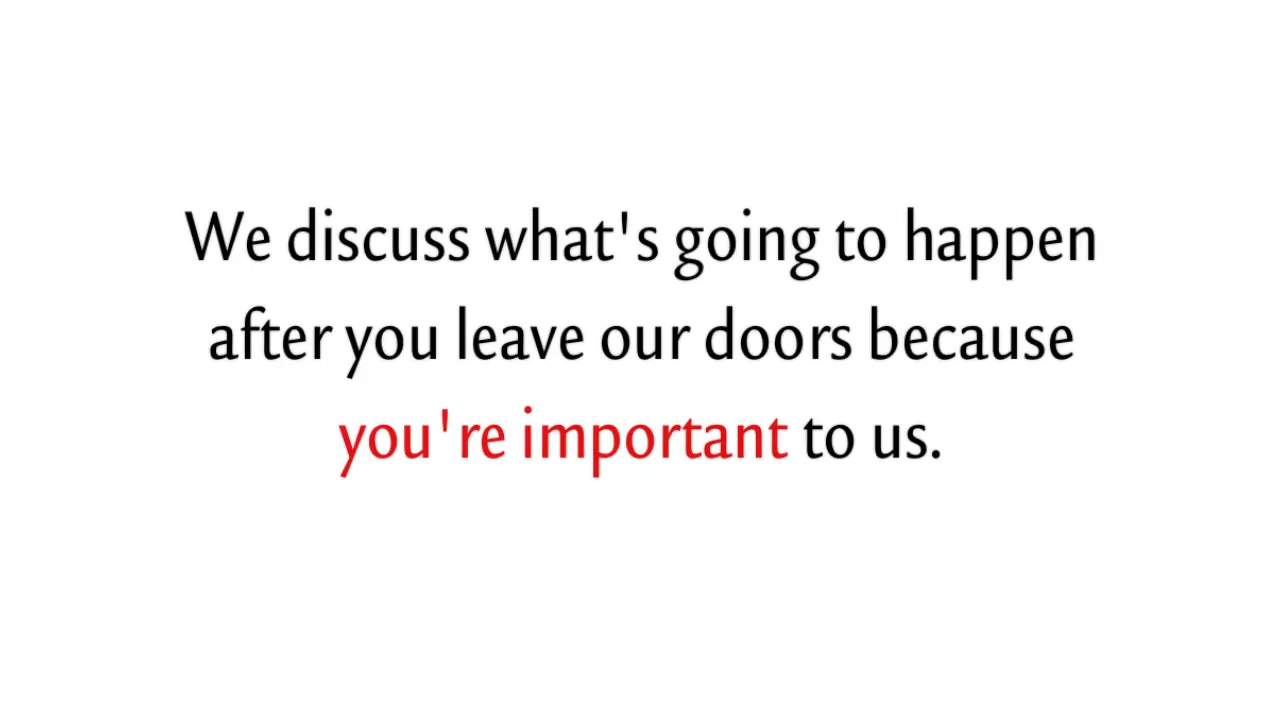 We discuss what's going to happen
after you leave our doors because
you're important to us.